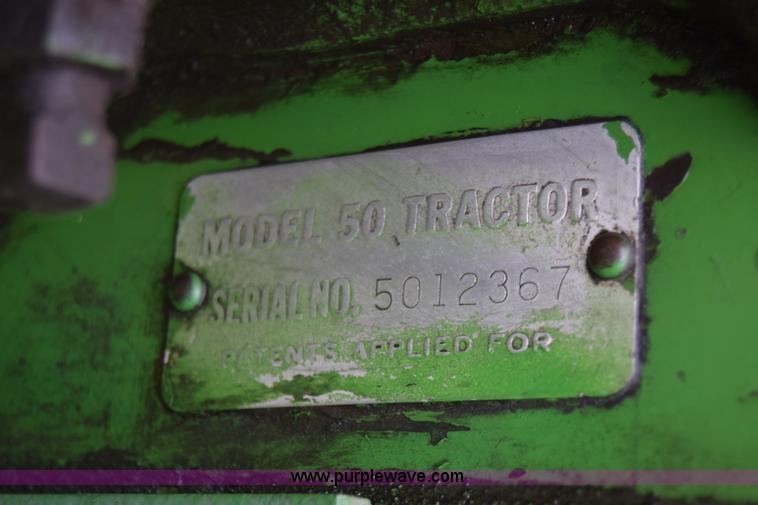 MODEL 50 TRACTOR
SERIAL NO. 5012367
PATENTS APPLIED FOR
www.purplewave.com